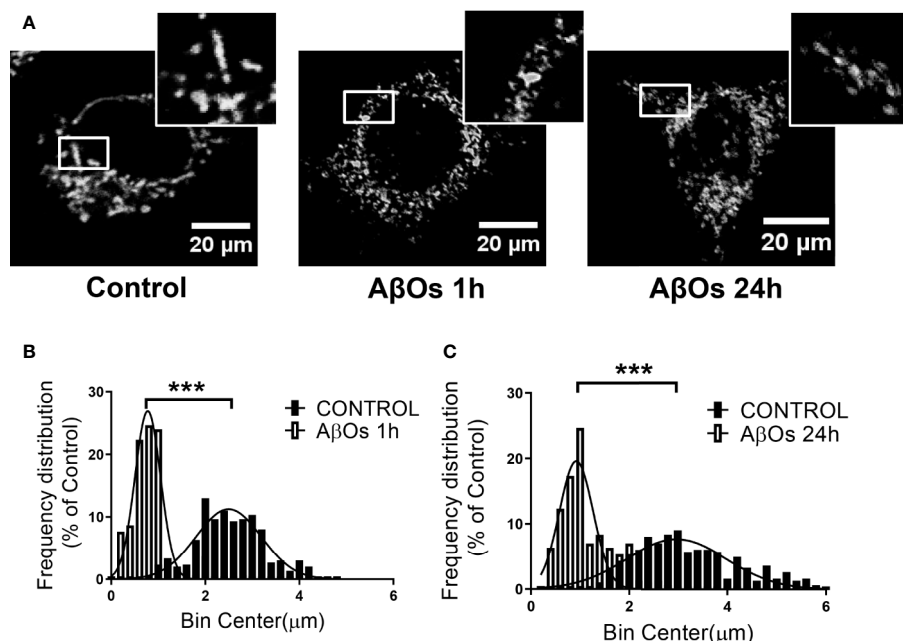 A
20 µm
20 µm
20 µm
Control
AβOs 1h
AβOs 24h
B
***
CONTROL
AβOs 1h
Frequency distribution
(% of Control)
30
20
10
0
0
2
4
6
Bin Center(µm)
C
***
CONTROL
AβOs 24h
Frequency distribution
(% of Control)
30
20
10
0
0
2
4
6
Bin Center(µm)